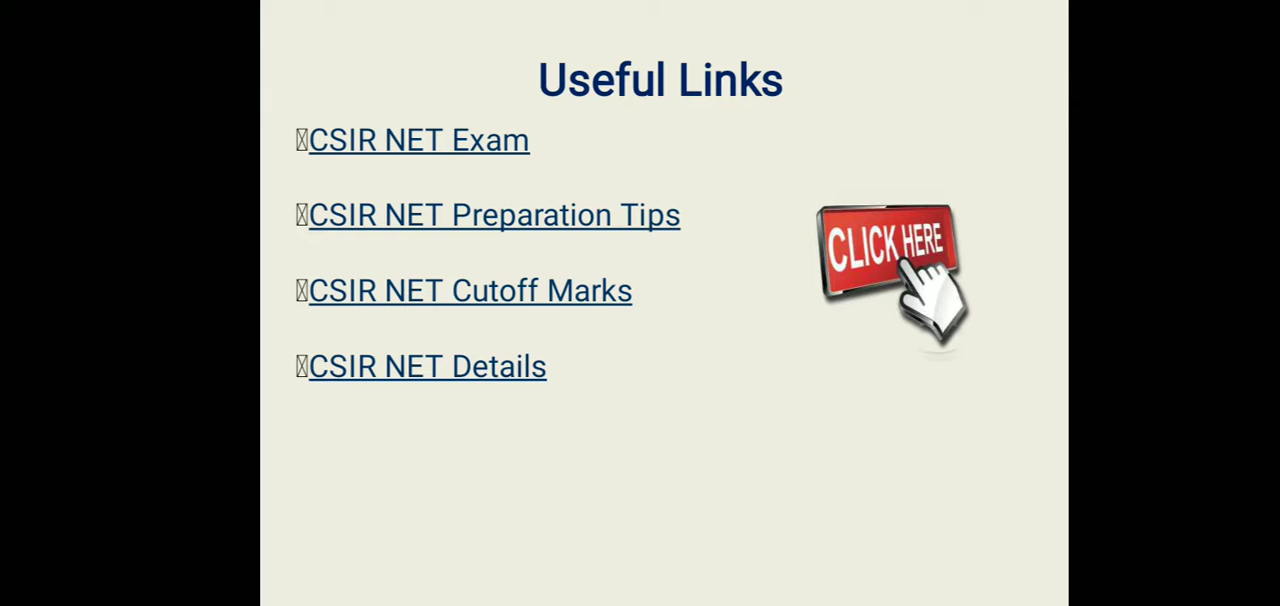 Useful Links
CSIR NET Exam
CSIR NET Preparation Tips
CLICK HERE
CSIR NET Cutoff Marks
CSIR NET Details